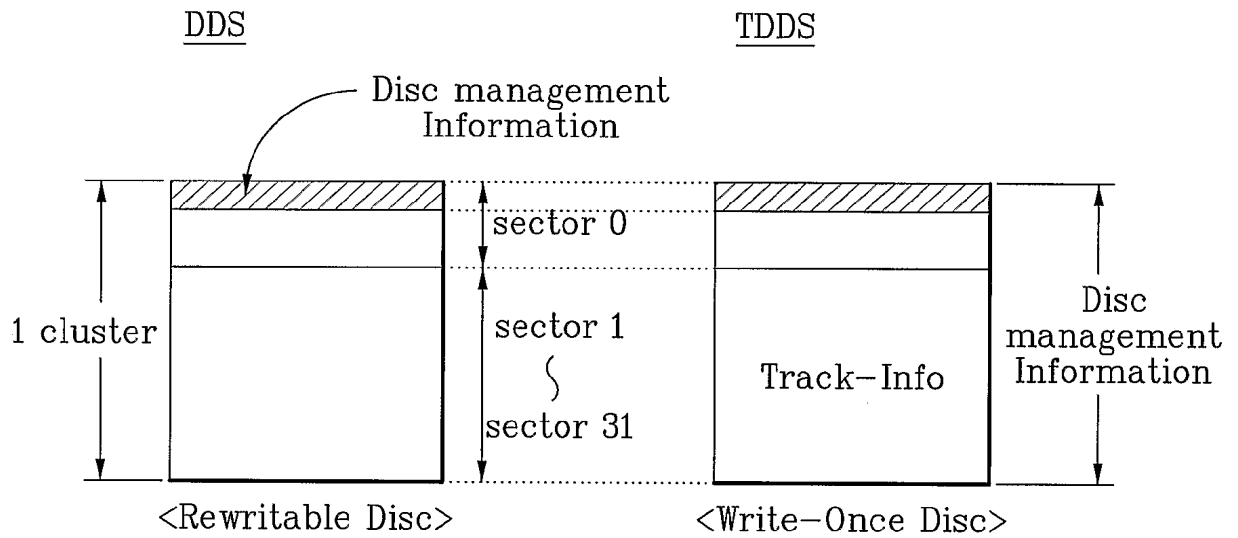 DDS
TDDS
Disc management
Information
sector 0
1 cluster
sector 1
sector 31
Track-Info
Disc
management
Information
<Rewritable Disc>
<Write-Once Disc>